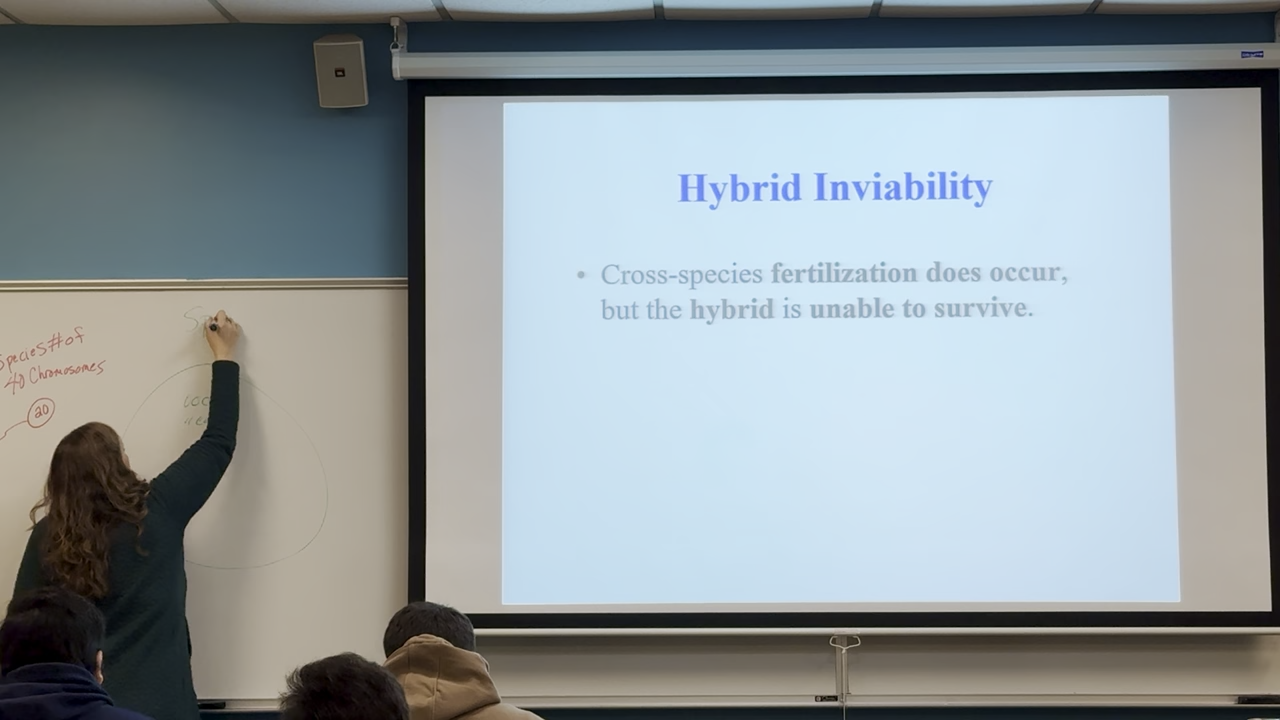 Species # of
40 Chromosomes
20
Hybrid Inviability
• Cross-species fertilization does occur,
but the hybrid is unable to survive.